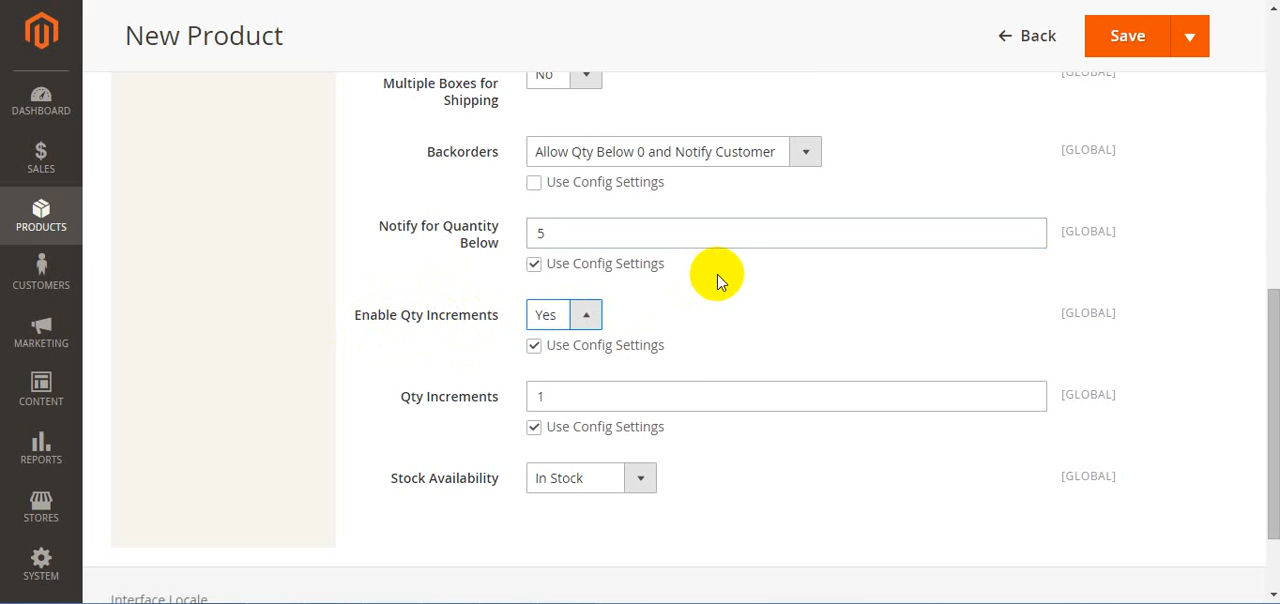 New Product
Back
Save
DASHBOARD
SALES
PRODUCTS
CUSTOMERS
MARKETING
CONTENT
REPORTS
STORES
SYSTEM
Multiple Boxes for
Shipping
No
[GLOBAL]
Backorders
Allow Qty Below 0 and Notify Customer
[GLOBAL]
Use Config Settings
Notify for Quantity
Below
5
[GLOBAL]
Use Config Settings
Enable Qty Increments
Yes
[GLOBAL]
Use Config Settings
Qty Increments
1
[GLOBAL]
Use Config Settings
Stock Availability
In Stock
[GLOBAL]
Interface Locale